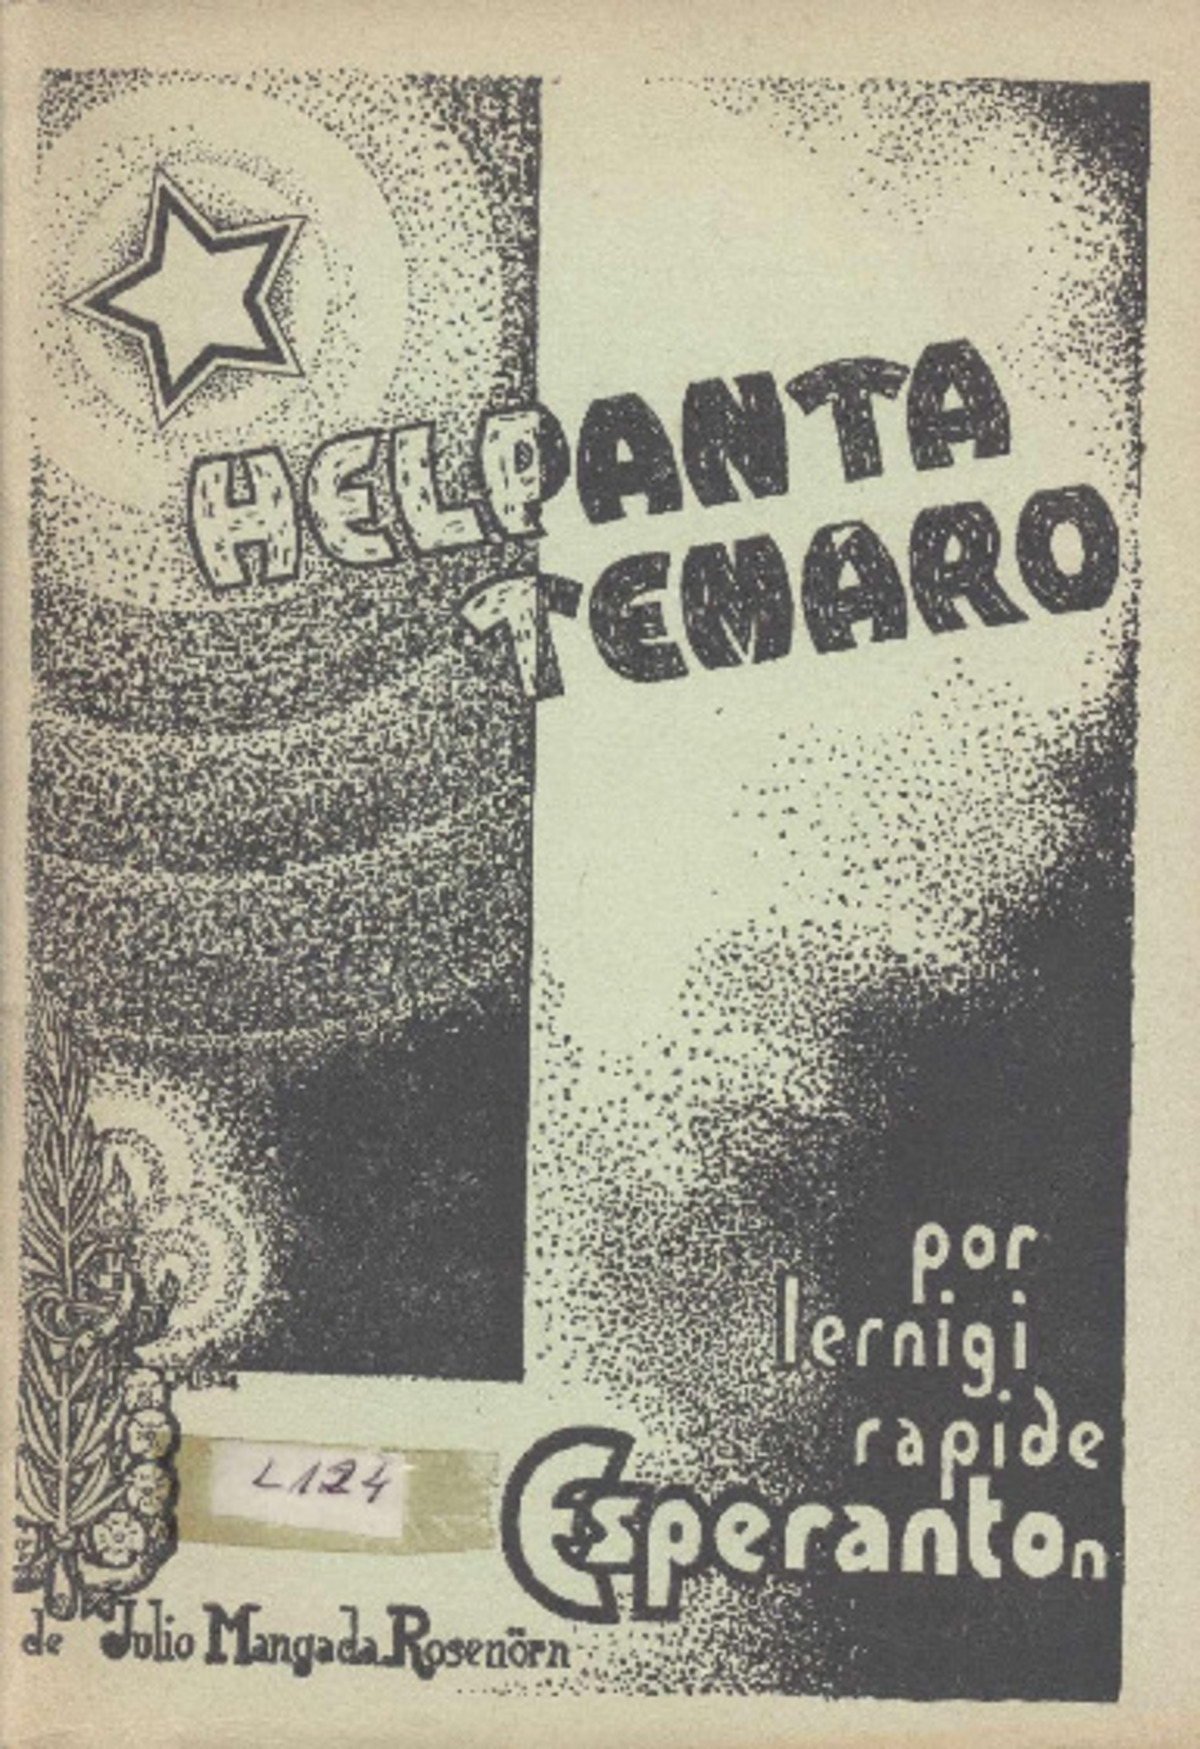 HELPANTA
TEMARO
por
lernigi
rapide
Esperanton
L124
de Julio Mangada Rosenörn